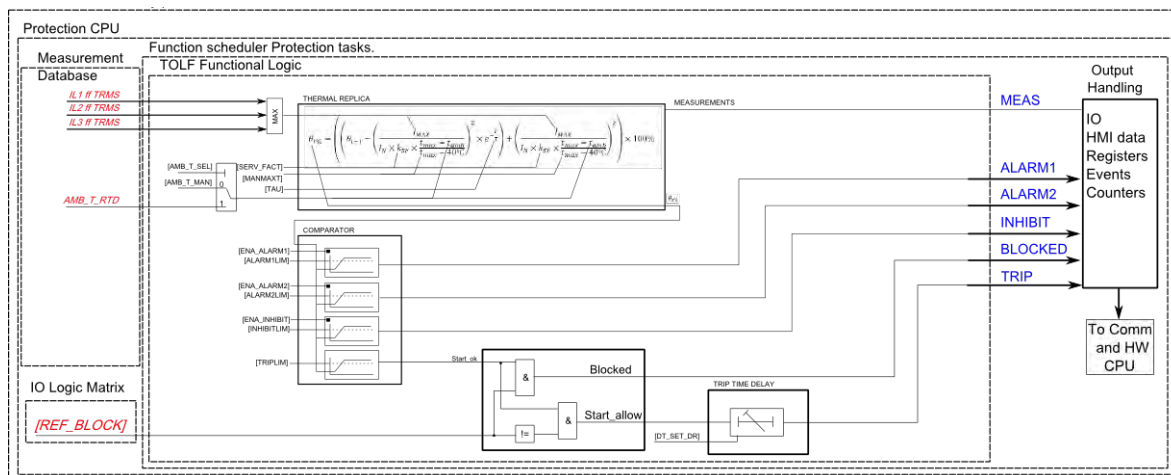 Protection CPU
Function scheduler Protection tasks.
Measurement
Database
TOLF Functional Logic
Output
Handling
IL1 ff TRMS
IL2 ff TRMS
IL3 ff TRMS
MAX
THERMAL REPLICA
MEASUREMENTS
MEAS
× 100%
IO
HMI data
Registers
Events
Counters
[AMB_T_SEL]
[AMB_T_MAN]
0
1
AMB_T_RTD
[SERV_FACT]
[MANMAXT]
[TAU]
ALARM1
ALARM2
INHIBIT
BLOCKED
TRIP
COMPARATOR
[ENA_ALARM1]
[ALARM1LIM]
[ENA_ALARM2]
[ALARM2LIM]
[ENA_INHIBIT]
[INHIBITLIM]
[TRIPLIM]
Start_ok
&
Blocked
&
Start_allow
!=
TRIP TIME DELAY
[DT_SET_DR]
To Comm
and HW
CPU
IO Logic Matrix
[REF_BLOCK]